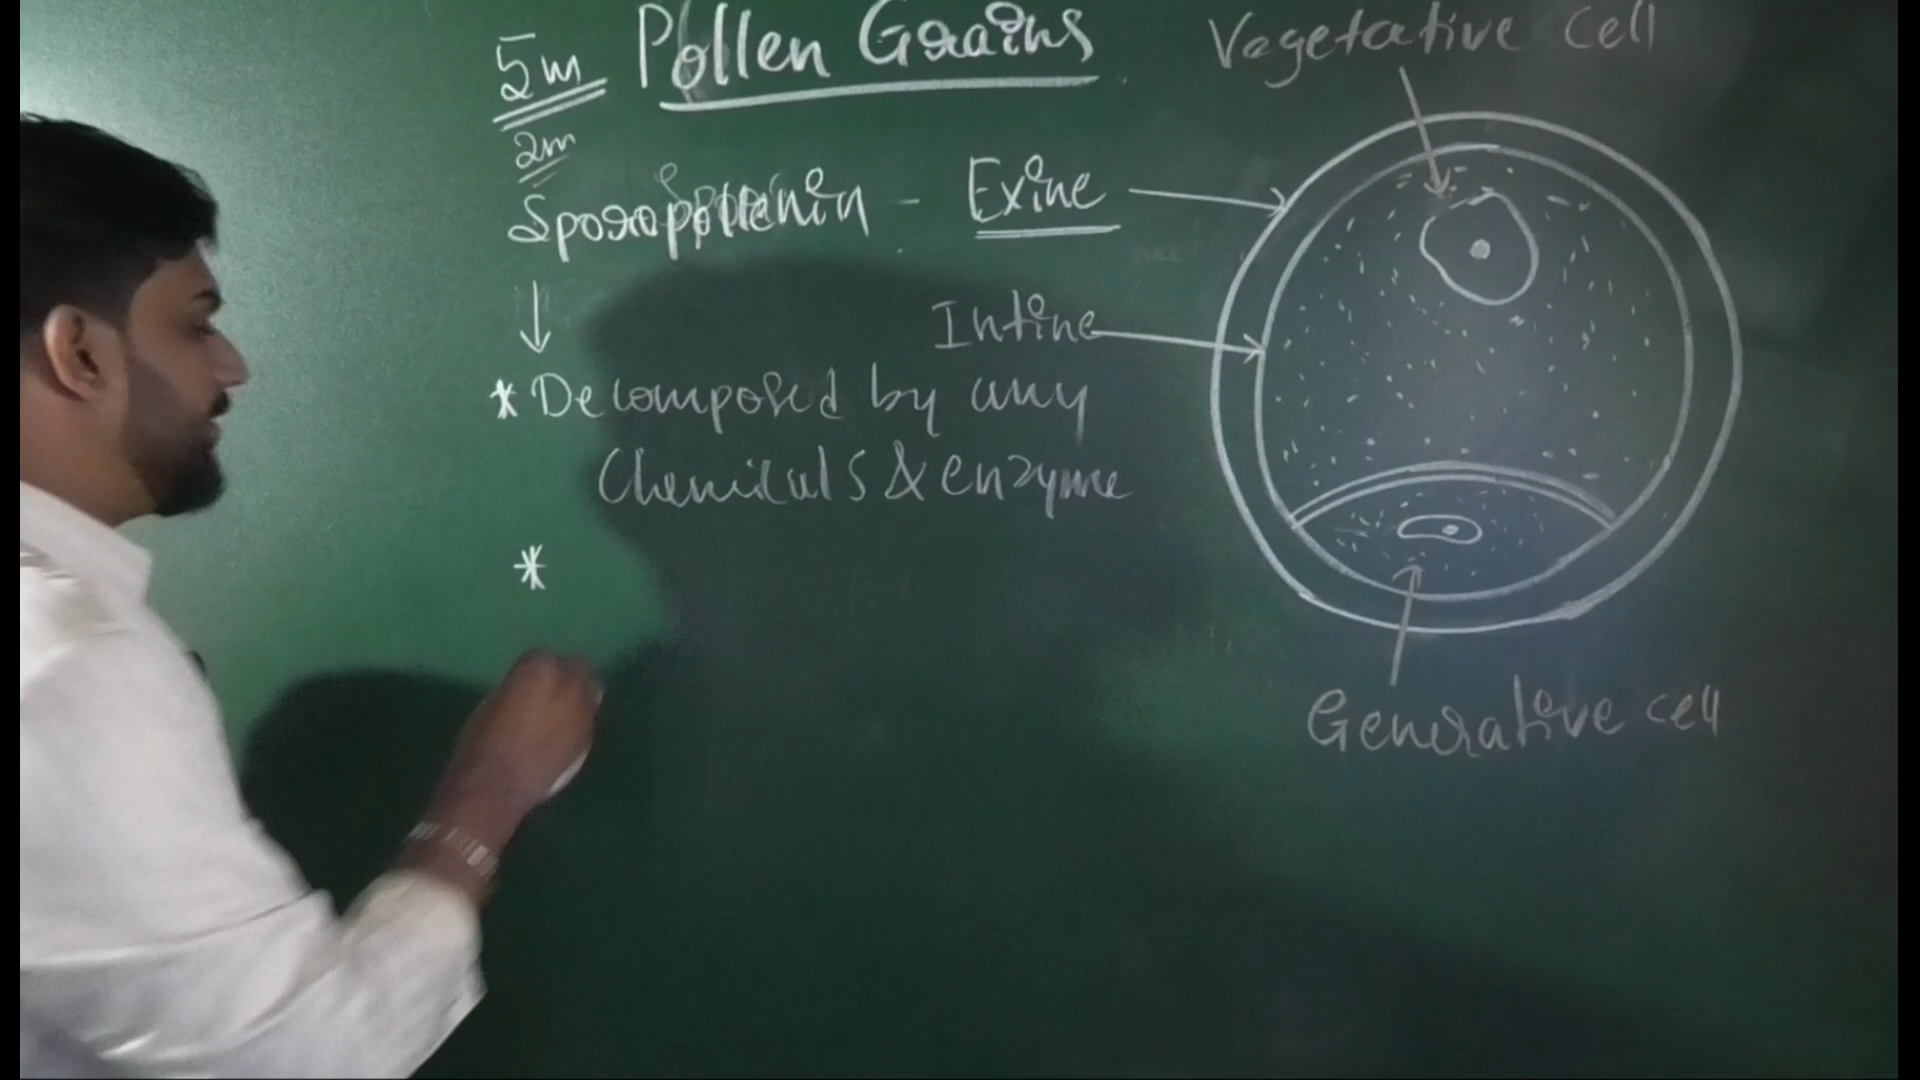 5m Pollen Grains
2m
Sporopollenin - Exine
Intine
* Decomposed by any
Chemicals & enzyme
*
Vegetative cell
Generative cell